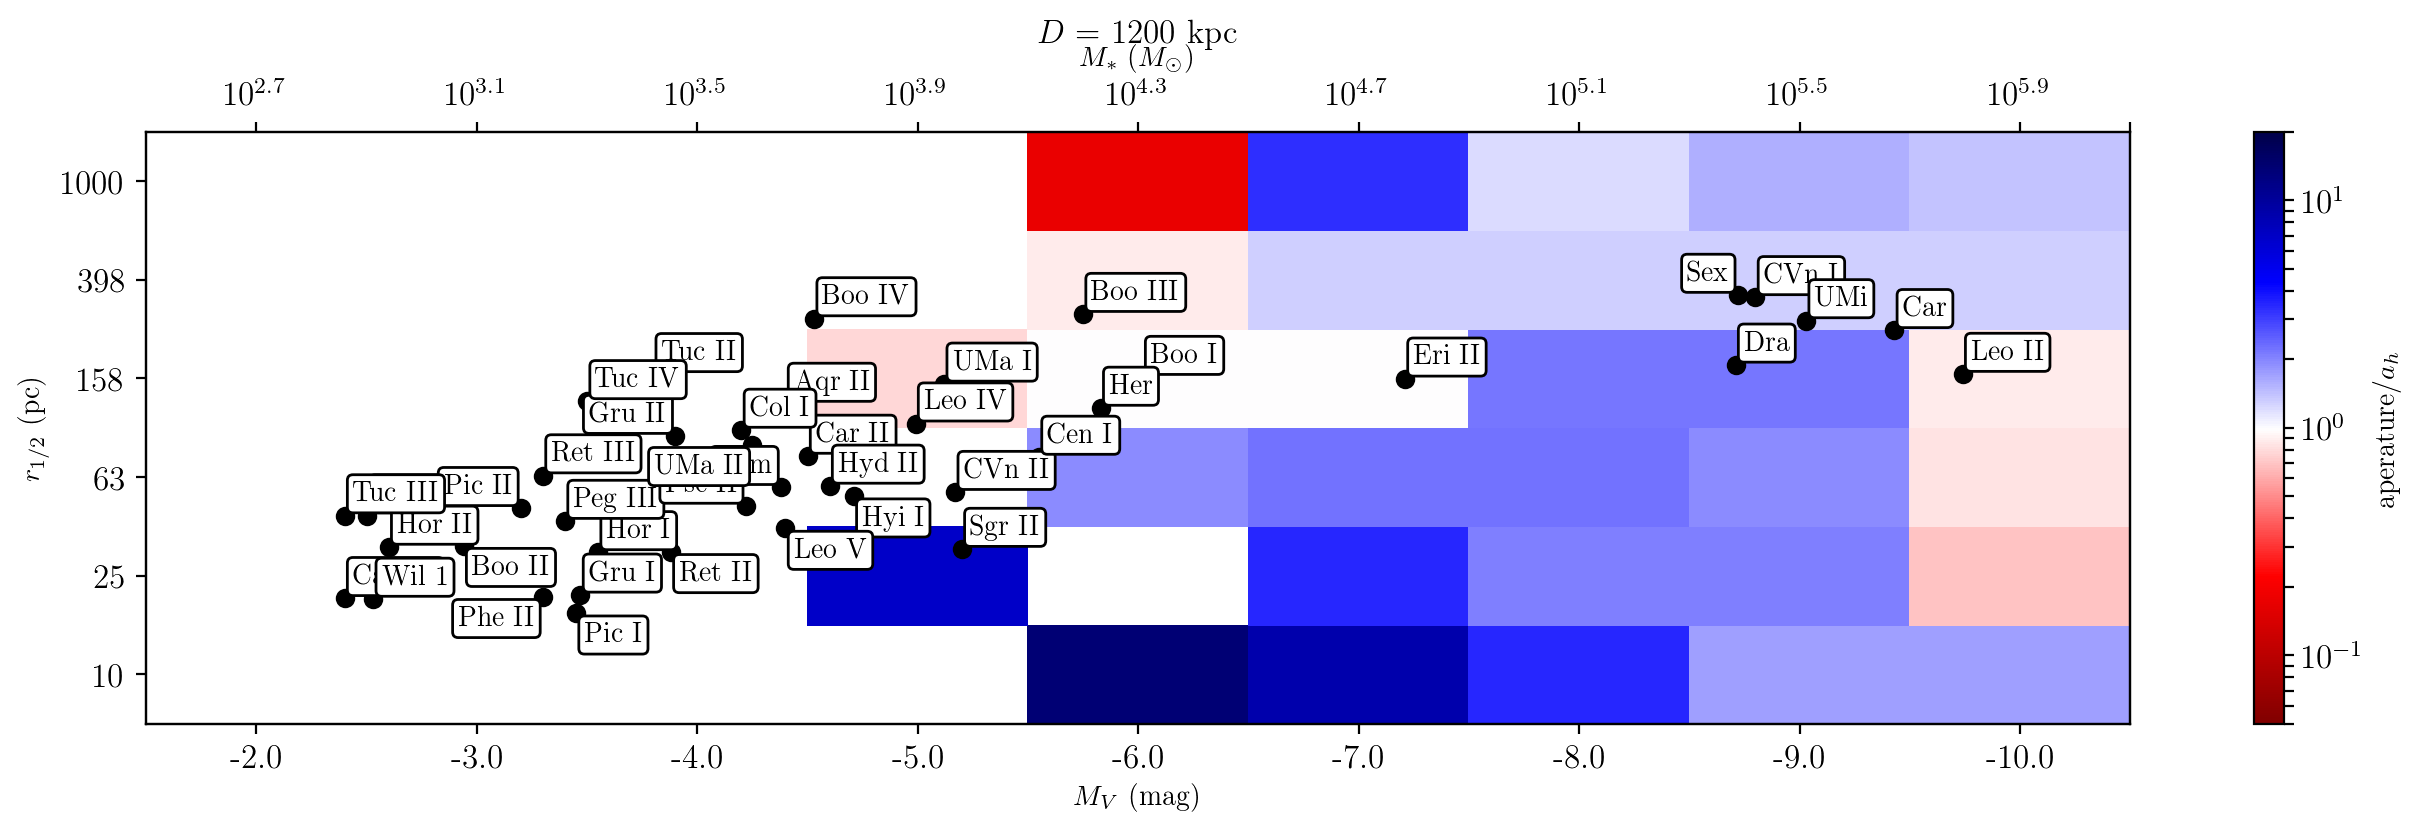 D = 1200 kpc
M∗ (M⊙)
10^2.7 10^3.1 10^3.5 10^3.9 10^4.3 10^4.7 10^5.1 10^5.5 10^5.9
1000
398
158
63
25
10
r1/2 (pc)
Boo IV
Boo III
Sex
CVn I
UMi
Car
Tuc II
Tuc IV
Aqr II
UMa I
Boo I
Her
Eri II
Dra
Leo II
Gru II
Col I
Leo IV
Ret III
Car II
Cen I
UMa II
Hyd II
CVn II
Tuc III
Pic II
Peg III
Hor II
Hor I
Hyi I
Sgr II
Leo V
Wil 1
Boo II
Gru I
Ret II
Phe II
Pic I
-2.0 -3.0 -4.0 -5.0 -6.0 -7.0 -8.0 -9.0 -10.0
MV (mag)
10^1
10^0
10^−1
aperature/ah